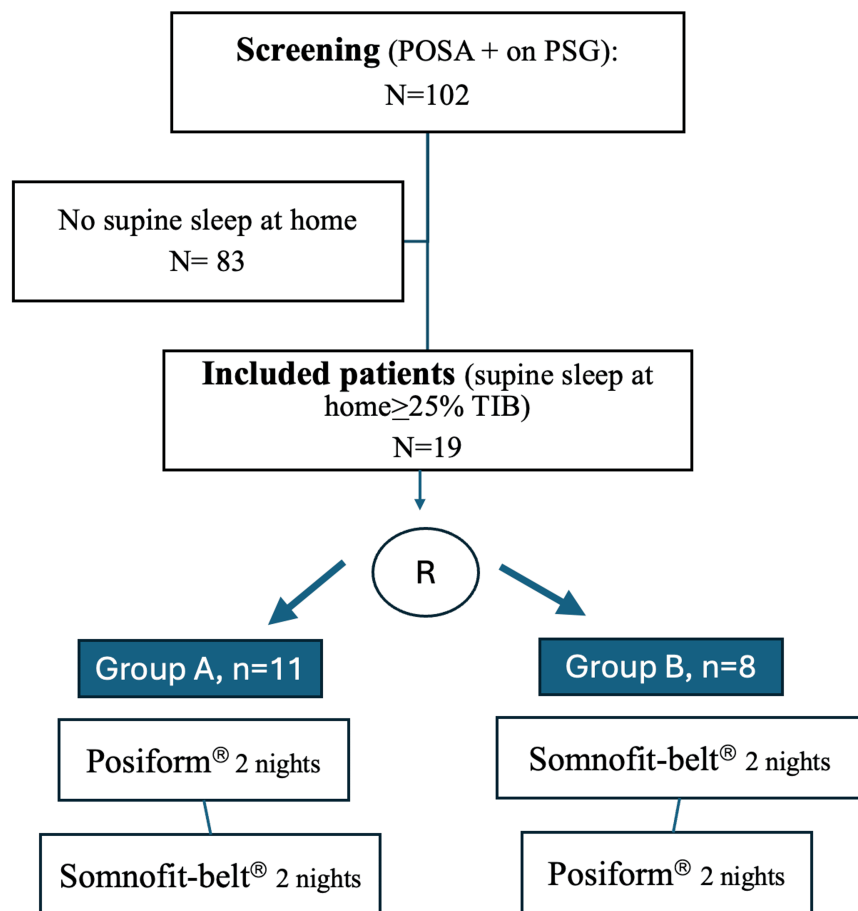 Screening (POSA + on PSG):
N=102
No supine sleep at home
N= 83
Included patients (supine sleep at
home≥25% TIB)
N=19
R
Group A, n=11
Group B, n=8
Posiform® 2 nights
Somnofit-belt® 2 nights
Somnofit-belt® 2 nights
Posiform® 2 nights